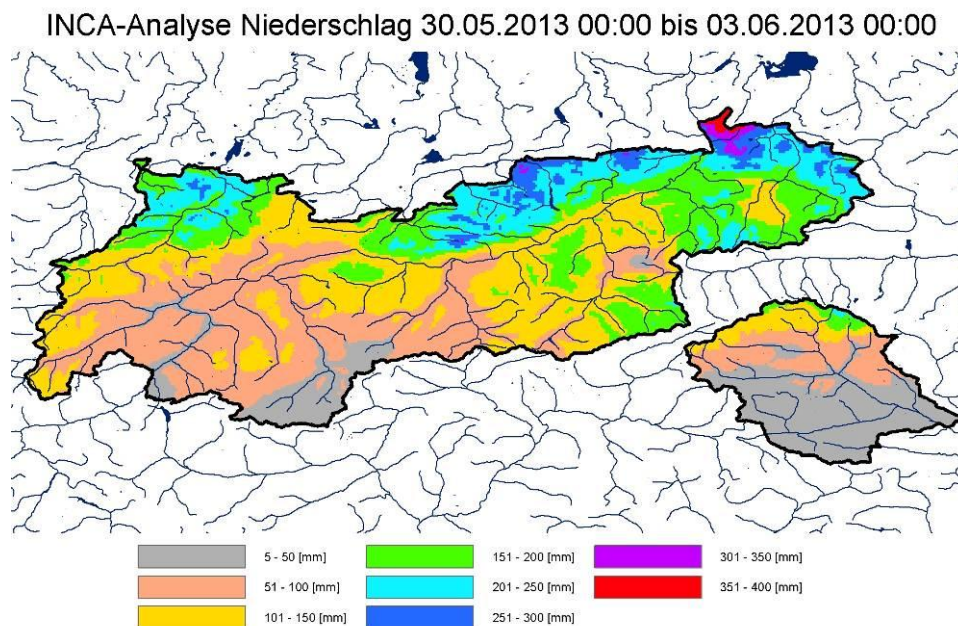 INCA-Analyse Niederschlag 30.05.2013 00:00 bis 03.06.2013 00:00
5 - 50 [mm]
51 - 100 [mm]
101 - 150 [mm]
151 - 200 [mm]
201 - 250 [mm]
251 - 300 [mm]
301 - 350 [mm]
351 - 400 [mm]